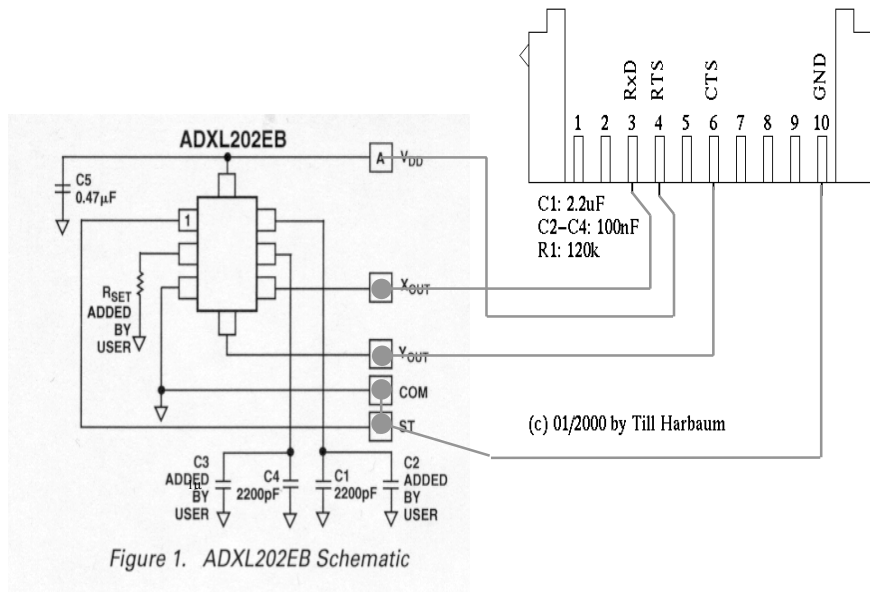 ADXL202EB
C5
0.47µF
A
VDD
1
RSET
ADDED
BY
USER
XOUT
YOUT
COM
ST
C3
ADDED
BY
USER
1u
C4
2200pF
C1
2200pF
C2
ADDED
BY
USER
Figure 1. ADXL202EB Schematic
RxD
RTS
CTS
GND
1 2 3 4 5 6 7 8 9 10
C1: 2.2uF
C2-C4: 100nF
R1: 120k
(c) 01/2000 by Till Harbaum